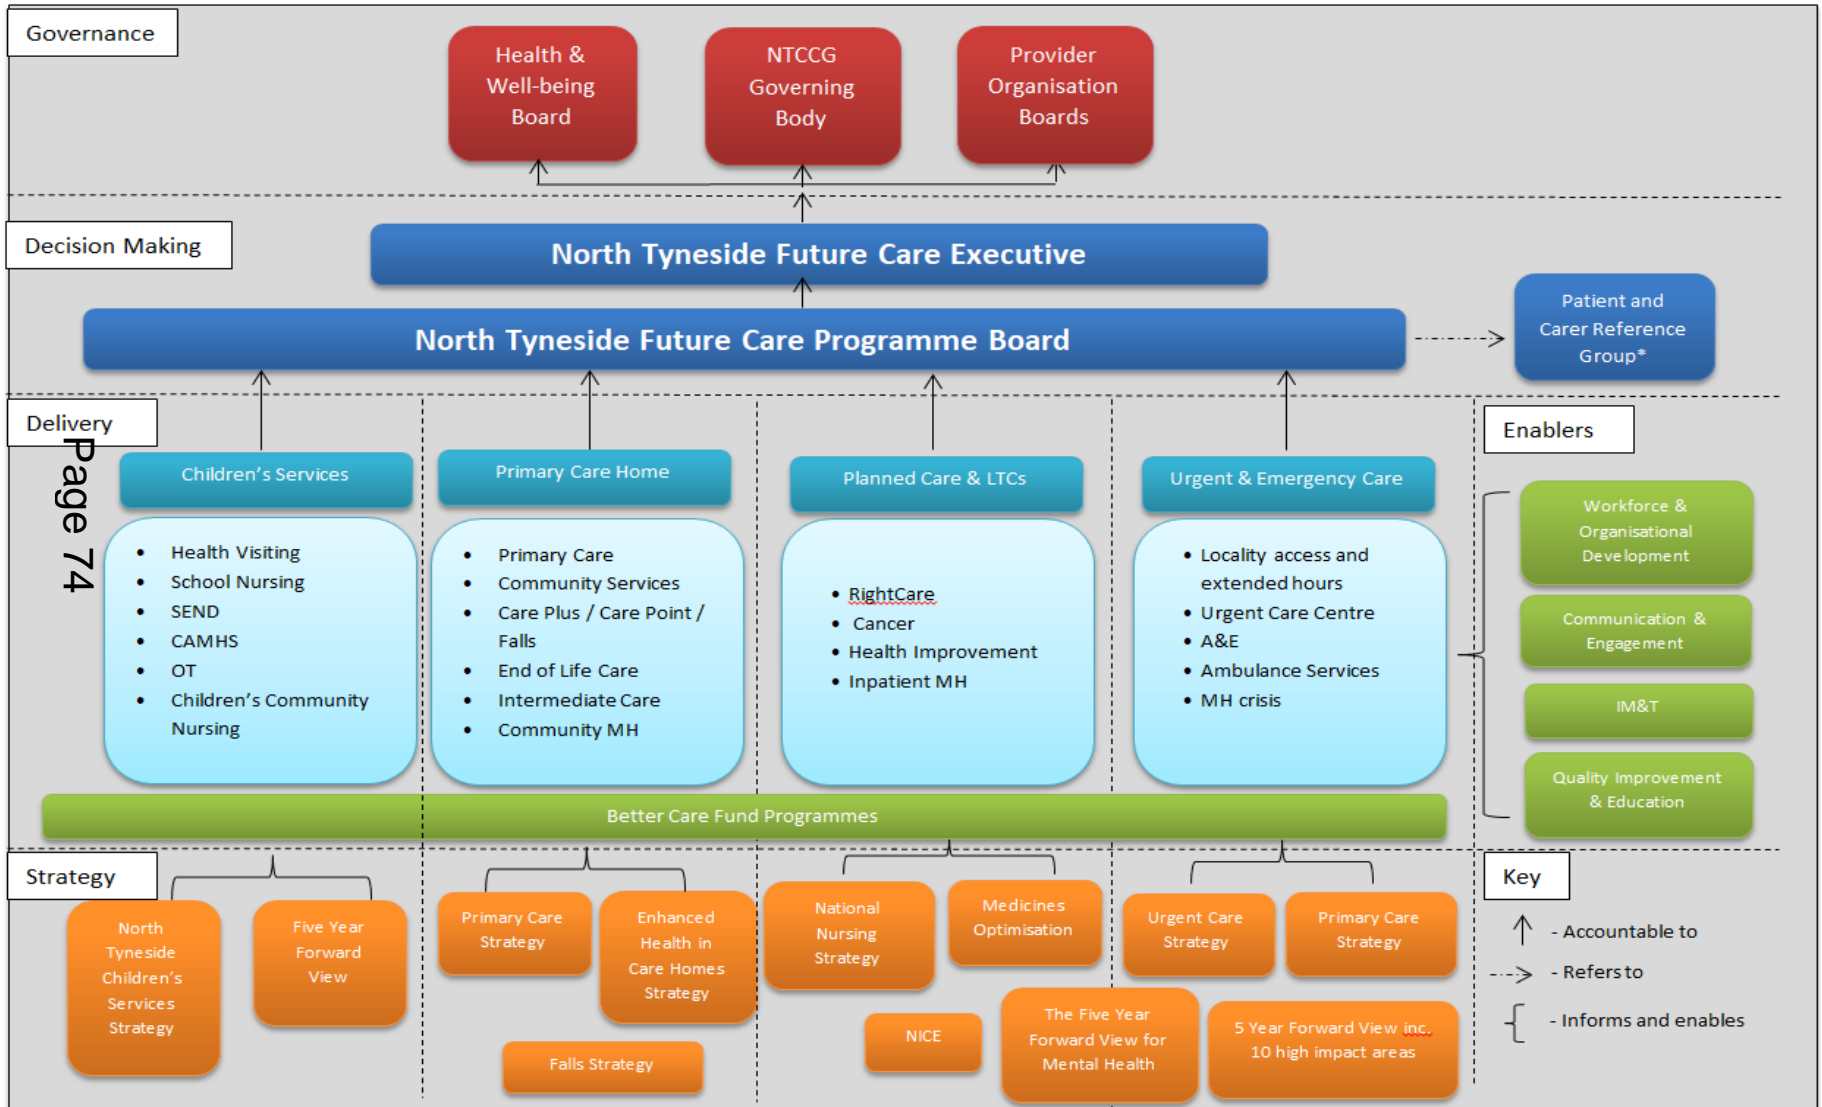 Governance
Health &
Well-being
Board
NTCCG
Governing
Body
Provider
Organisation
Boards
Decision Making
North Tyneside Future Care Executive
North Tyneside Future Care Programme Board
Patient and
Carer Reference
Group*
Delivery
Page 74
Children's Services
• Health Visiting
• School Nursing
• SEND
• CAMHS
• OT
• Children's Community
Nursing
Primary Care Home
• Primary Care
• Community Services
• Care Plus / Care Point /
Falls
• End of Life Care
• Intermediate Care
• Community MH
Planned Care & LTCs
• RightCare
• Cancer
• Health Improvement
• Inpatient MH
Urgent & Emergency Care
• Locality access and
extended hours
• Urgent Care Centre
• A&E
• Ambulance Services
• MH crisis
Enablers
Workforce &
Organisational
Development
Communication &
Engagement
IM&T
Quality Improvement
& Education
Better Care Fund Programmes
Strategy
North
Tyneside
Children's
Services
Strategy
Five Year
Forward
View
Primary Care
Strategy
Enhanced
Health in
Care Homes
Strategy
Falls Strategy
National
Nursing
Strategy
Medicines
Optimisation
NICE
The Five Year
Forward View for
Mental Health
Urgent Care
Strategy
Primary Care
Strategy
5 Year Forward View inc.
10 high impact areas
Key
- Accountable to
- Refers to
- Informs and enables